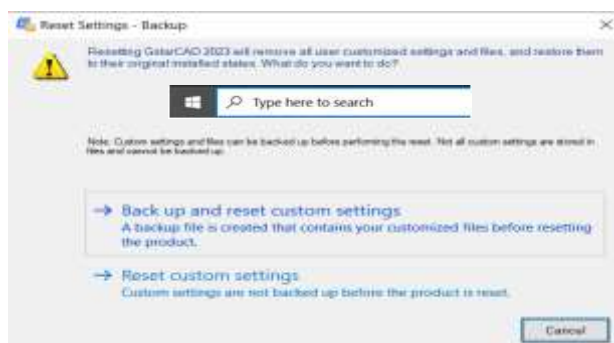 Reset Settings - Backup
Resetting GstarCAD 2023 will remove all user customized settings and files, and restore them
to their original installed states. What do you want to do?
Type here to search
Note: Custom settings and files can be backed up before performing the reset. Not all custom settings are stored in
files and cannot be backed up.
Back up and reset custom settings
A backup file is created that contains your customized files before resetting
the product.
Reset custom settings
Custom settings are not backed up before the product is reset.
Cancel